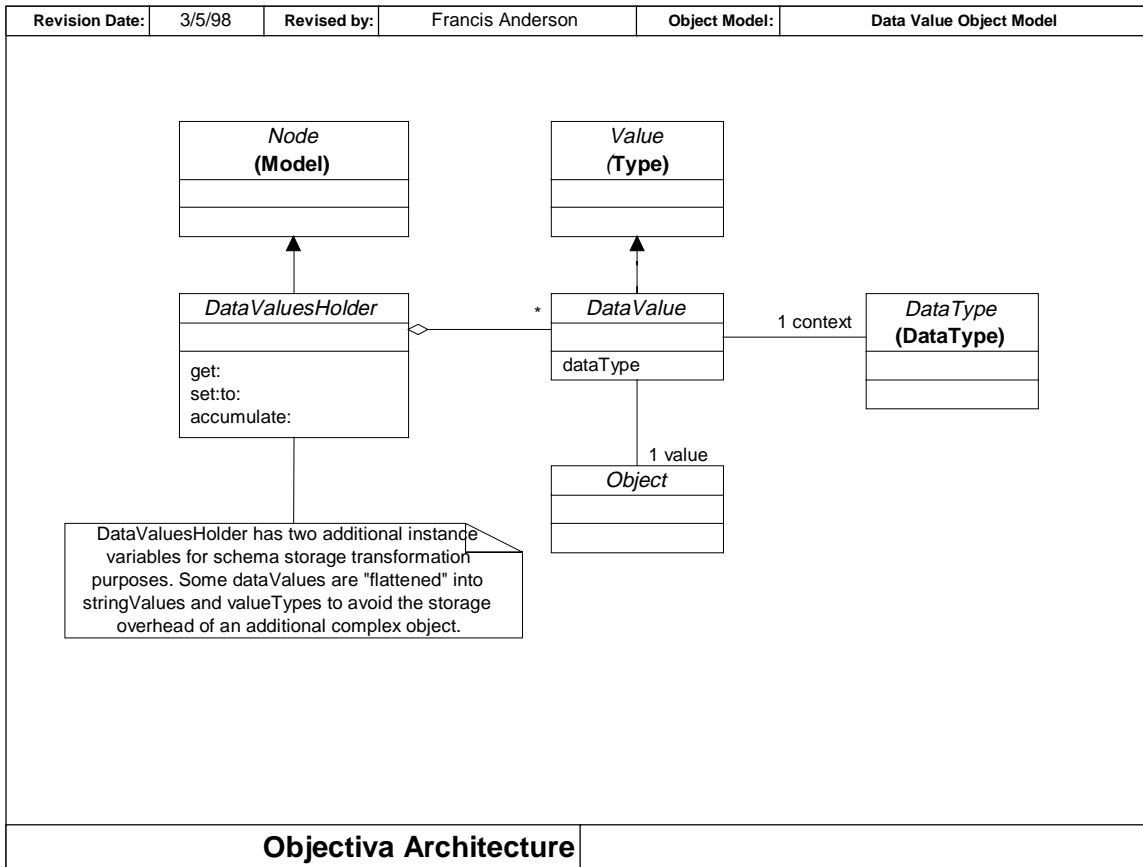 Revision Date: 3/5/98 Revised by: Francis Anderson Object Model: Data Value Object Model
Node
(Model)
Value
(Type)
DataValuesHolder
get:
set:to:
accumulate:
*
DataValue
dataType
1 context
DataType
(DataType)
1 value
Object
DataValuesHolder has two additional instance
variables for schema storage transformation
purposes. Some dataValues are "flattened" into
stringValues and valueTypes to avoid the storage
overhead of an additional complex object.
Objectiva Architecture